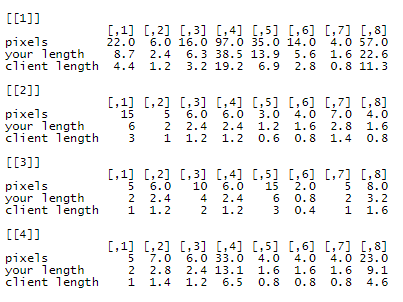 [[1]]
[,1] [,2] [,3] [,4] [,5] [,6] [,7] [,8]
pixels 22.0 6.0 16.0 97.0 35.0 14.0 4.0 57.0
your length 8.7 2.4 6.3 38.5 13.9 5.6 1.6 22.6
client length 4.4 1.2 3.2 19.2 6.9 2.8 0.8 11.3
[[2]]
[,1] [,2] [,3] [,4] [,5] [,6] [,7] [,8]
pixels 15 5 6.0 6.0 3.0 4.0 7.0 4.0
your length 6 2 2.4 2.4 1.2 1.6 2.8 1.6
client length 3 1 1.2 1.2 0.6 0.8 1.4 0.8
[[3]]
[,1] [,2] [,3] [,4] [,5] [,6] [,7] [,8]
pixels 5 6.0 10 6.0 15 2.0 5 8.0
your length 2 2.4 4 2.4 6 0.8 2 3.2
client length 1 1.2 2 1.2 3 0.4 1 1.6
[[4]]
[,1] [,2] [,3] [,4] [,5] [,6] [,7] [,8]
pixels 5 7.0 6.0 33.0 4.0 4.0 4.0 23.0
your length 2 2.8 2.4 13.1 1.6 1.6 1.6 9.1
client length 1 1.4 1.2 6.5 0.8 0.8 0.8 4.6